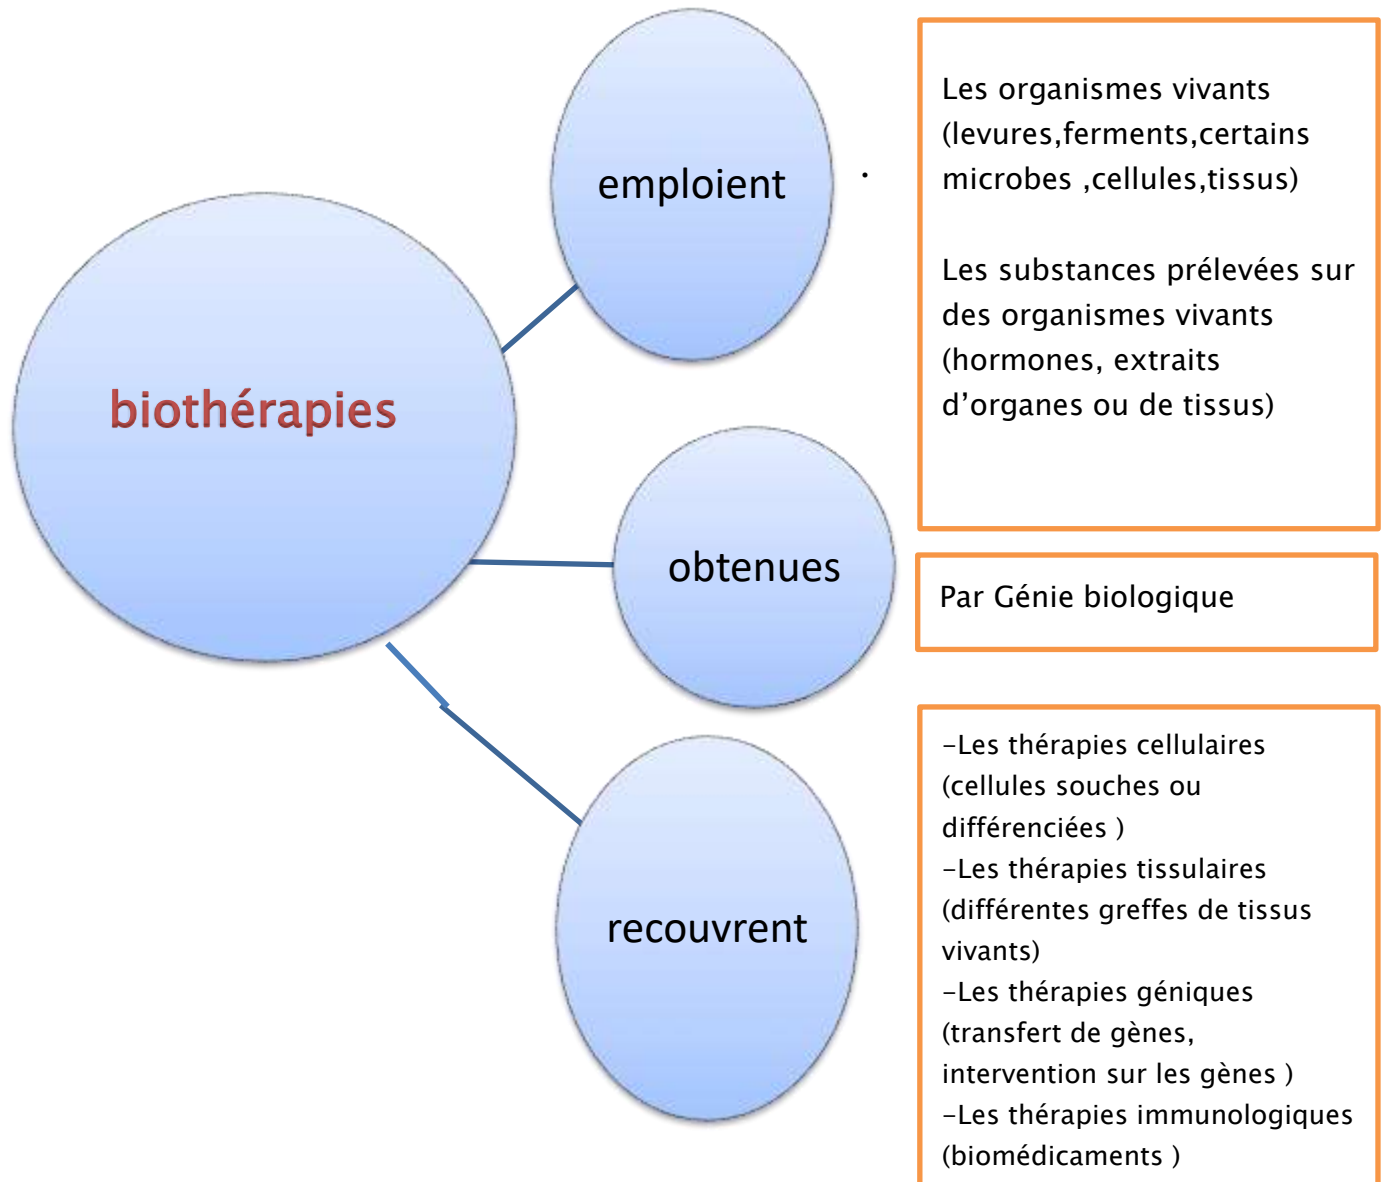 biothérapies
emploient
.
Les organismes vivants
(levures,ferments,certains
microbes ,cellules,tissus)
Les substances prélevées sur
des organismes vivants
(hormones, extraits
d’organes ou de tissus)
obtenues
Par Génie biologique
recouvrent
-Les thérapies cellulaires
(cellules souches ou
différenciées )
-Les thérapies tissulaires
(différentes greffes de tissus
vivants)
-Les thérapies géniques
(transfert de gènes,
intervention sur les gènes )
-Les thérapies immunologiques
(biomédicaments )